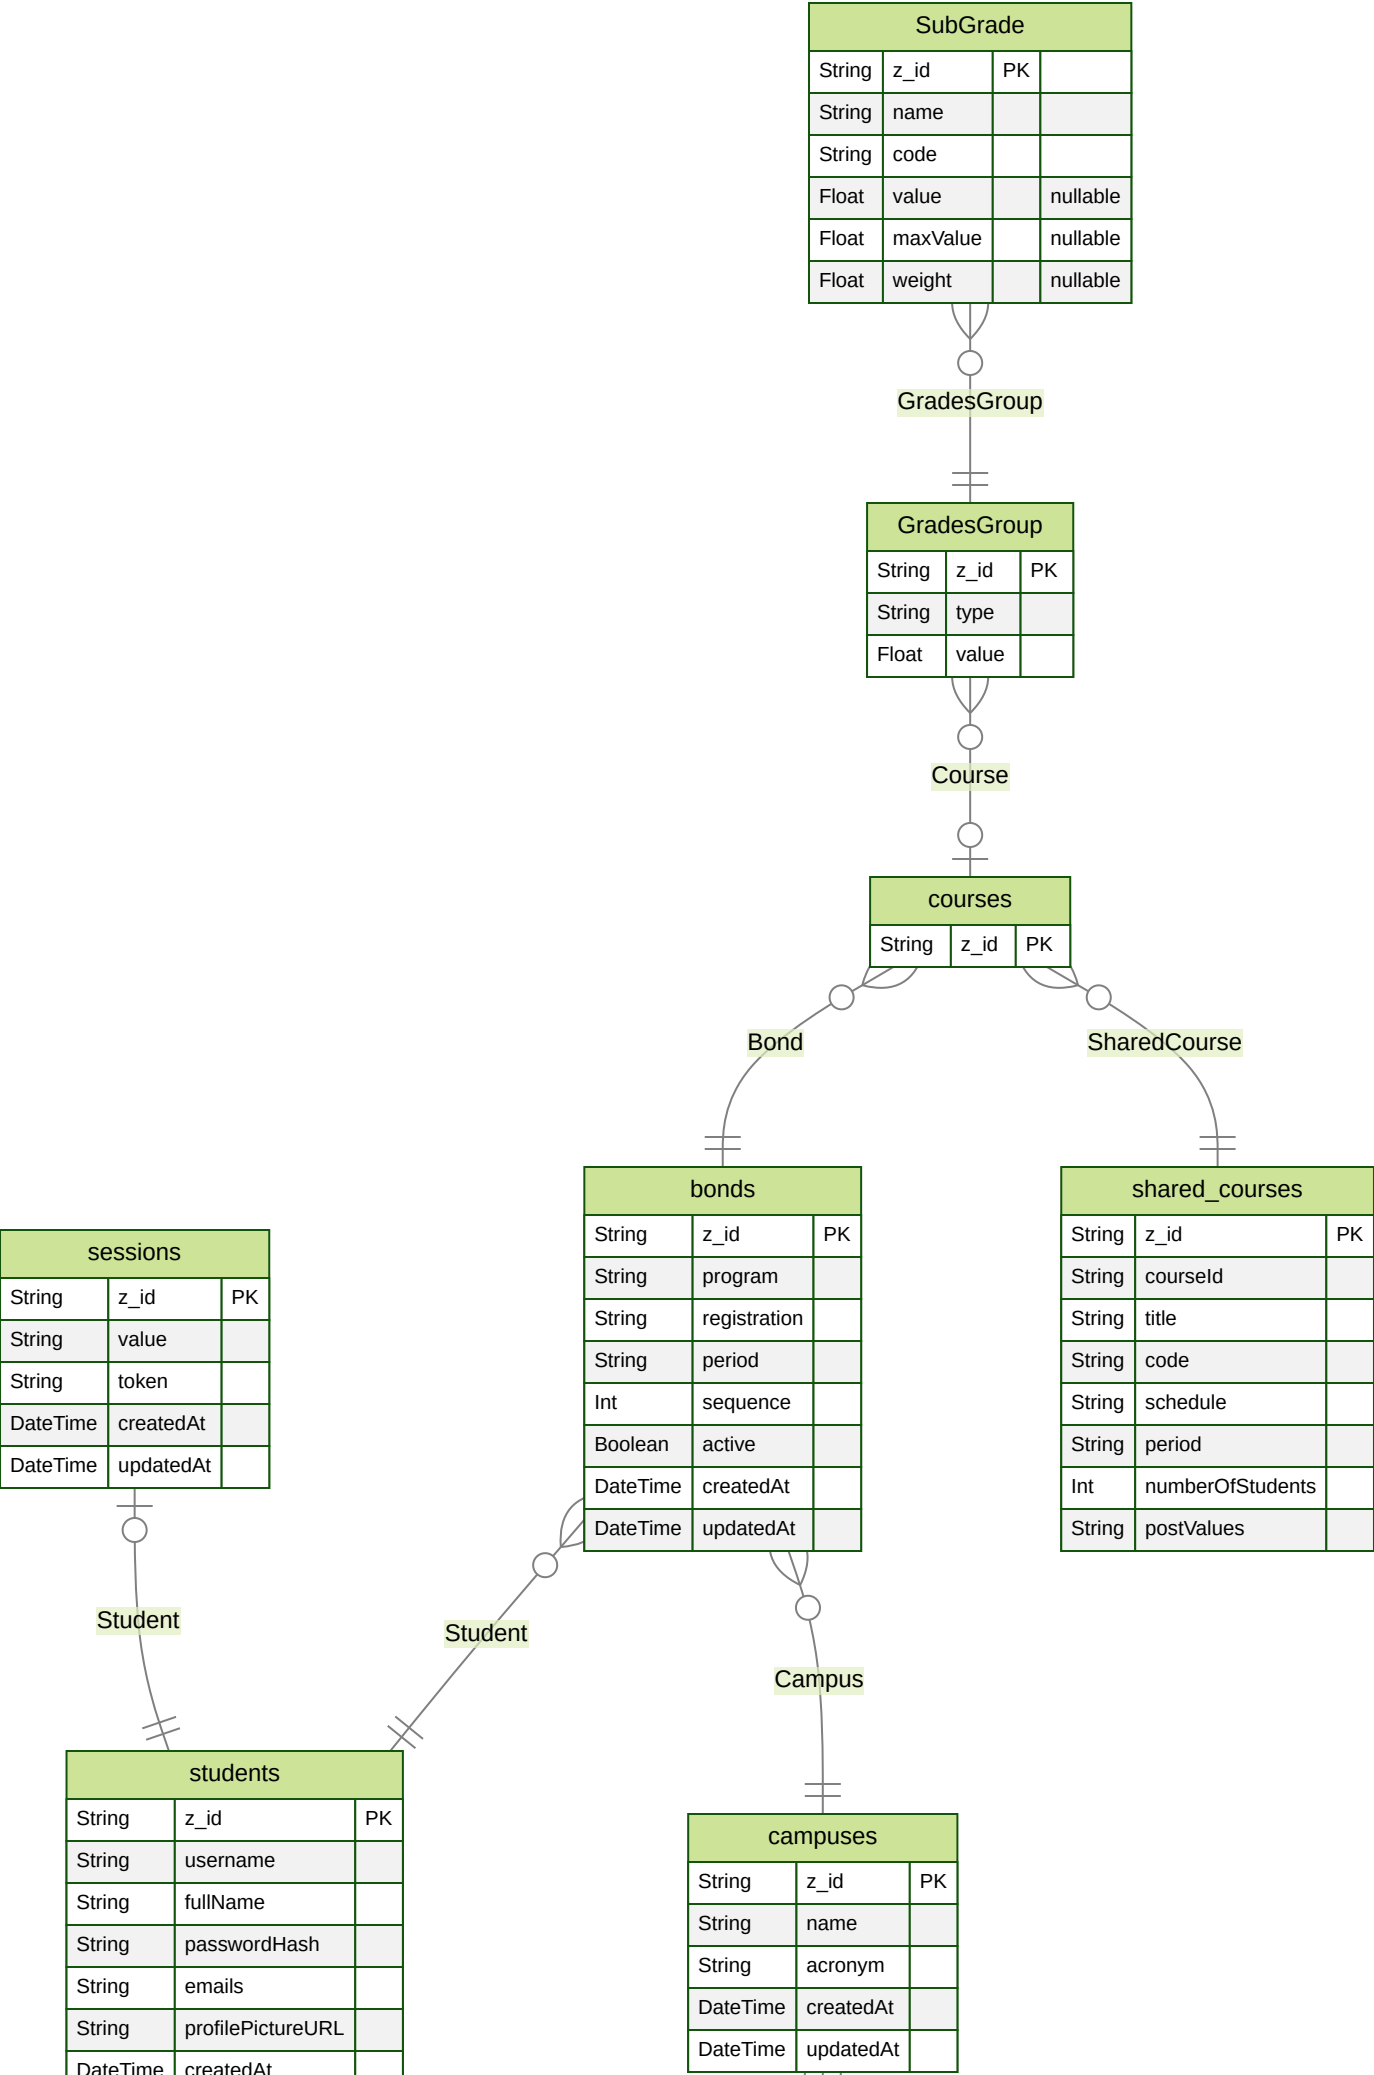 SubGrade
String z_id PK
String name
String code
Float value nullable
Float maxValue nullable
Float weight nullable
GradesGroup
GradesGroup
String z_id PK
String type
Float value
Course
courses
String z_id PK
Bond
SharedCourse
bonds
String z_id PK
String program
String registration
String period
Int sequence
Boolean active
DateTime createdAt
DateTime updatedAt
shared_courses
String z_id PK
String courseId
String title
String code
String schedule
String period
Int numberOfStudents
String postValues
sessions
String z_id PK
String value
String token
DateTime createdAt
DateTime updatedAt
Student
Student
Campus
students
String z_id PK
String username
String fullName
String passwordHash
String emails
String profilePictureURL
DateTime createdAt
campuses
String z_id PK
String name
String acronym
DateTime createdAt
DateTime updatedAt